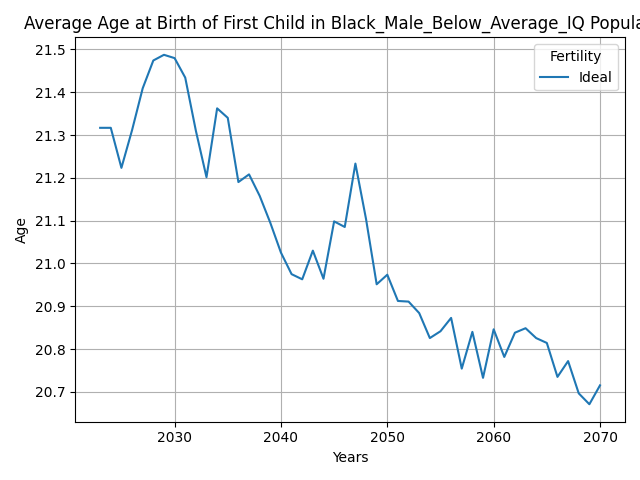 Average Age at Birth of First Child in Black_Male_Below_Average_IQ Popula
Fertility
Ideal
Age
21.5
21.4
21.3
21.2
21.1
21.0
20.9
20.8
20.7
2030 2040 2050 2060 2070
Years